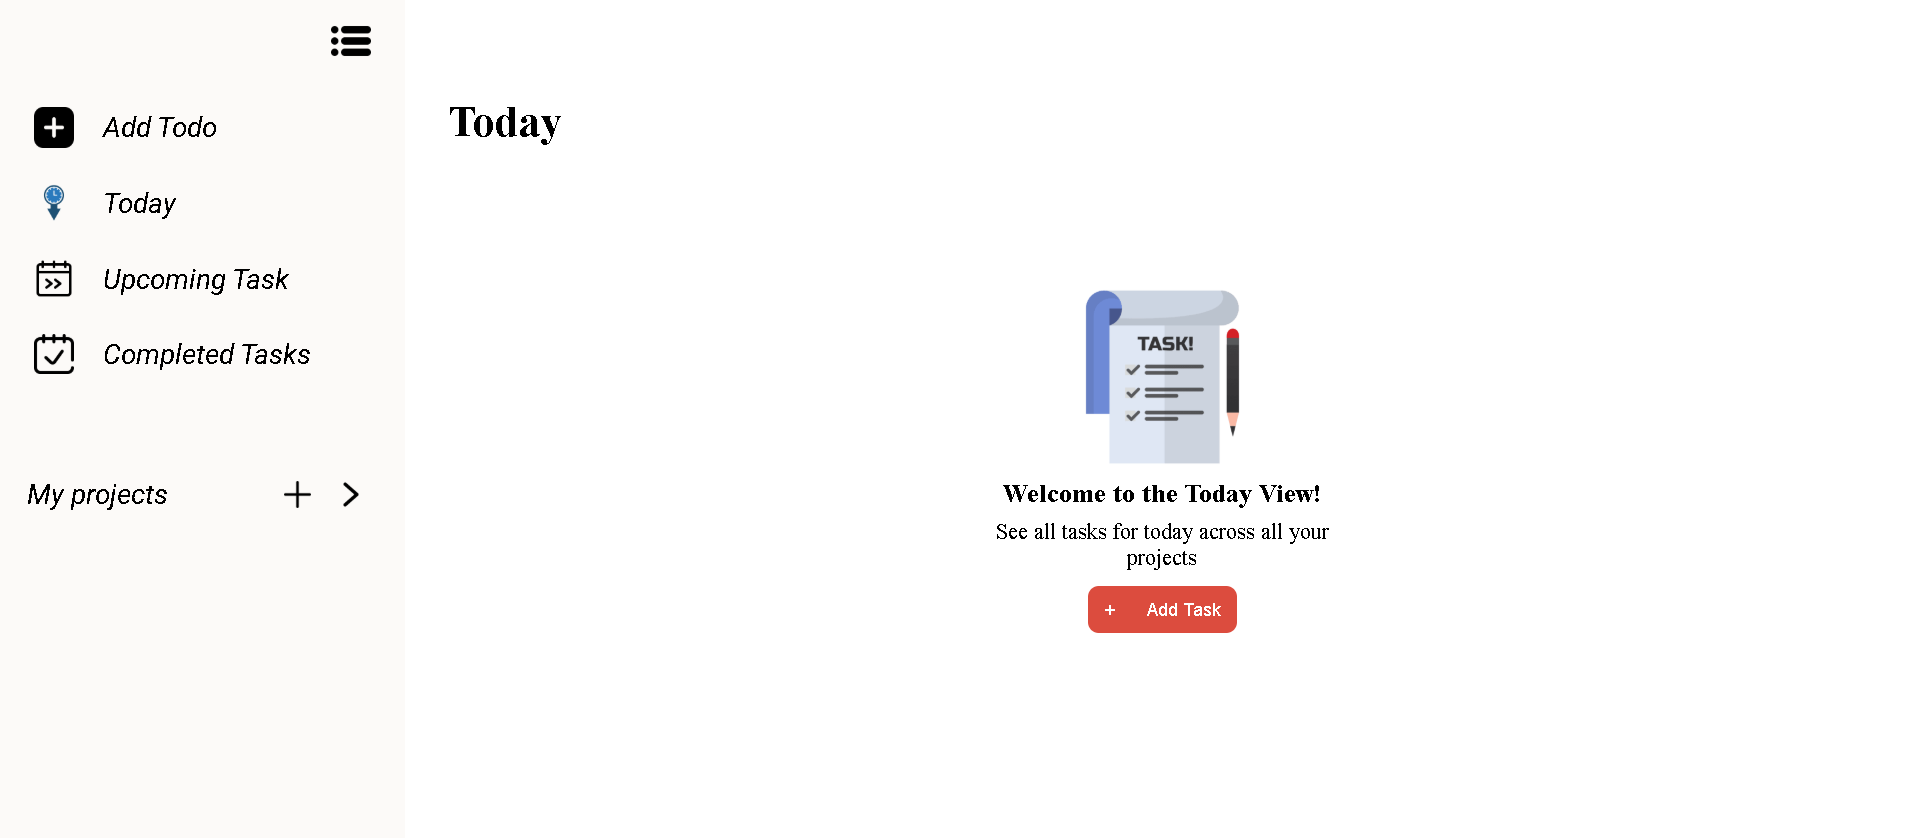 Add Todo
Today
Upcoming Task
Completed Tasks
My projects
Today
TASK!
Welcome to the Today View!
See all tasks for today across all your
projects
+ Add Task